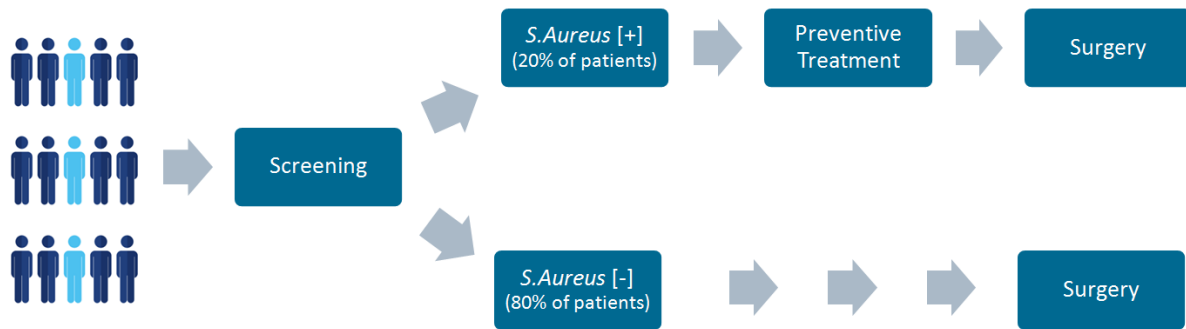 S.Aureus [+]
(20% of patients)
Preventive
Treatment
Surgery
Screening
S.Aureus [-]
(80% of patients)
Surgery